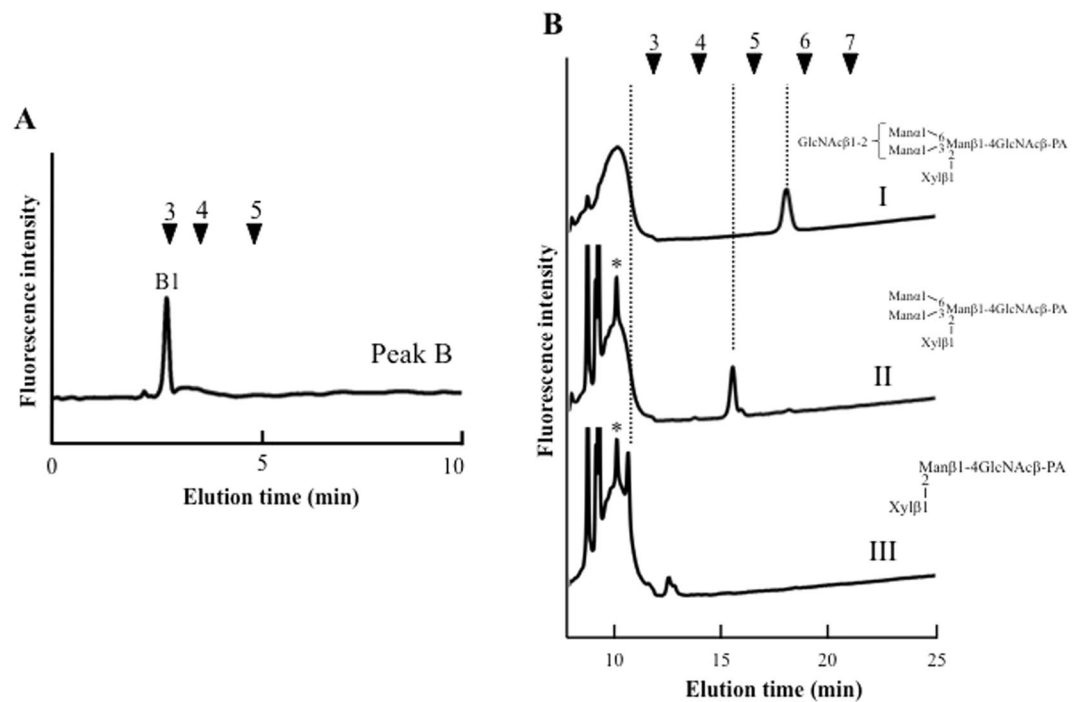 A
Fluorescence intensity
3 4 5
B1
Peak B
0 5 10
Elution time (min)
B
Fluorescence intensity
3 4 5 6 7
GlcNAcβ1-2
Manα1 6
Manα1 3 Manβ1-4GlcNAcβ-PA
2
Xylβ1
I
*
Manα1 6
Manα1 3 Manβ1-4GlcNAcβ-PA
2
Xylβ1
II
*
Manβ1-4GlcNAcβ-PA
2
Xylβ1
III
10 15 20 25
Elution time (min)